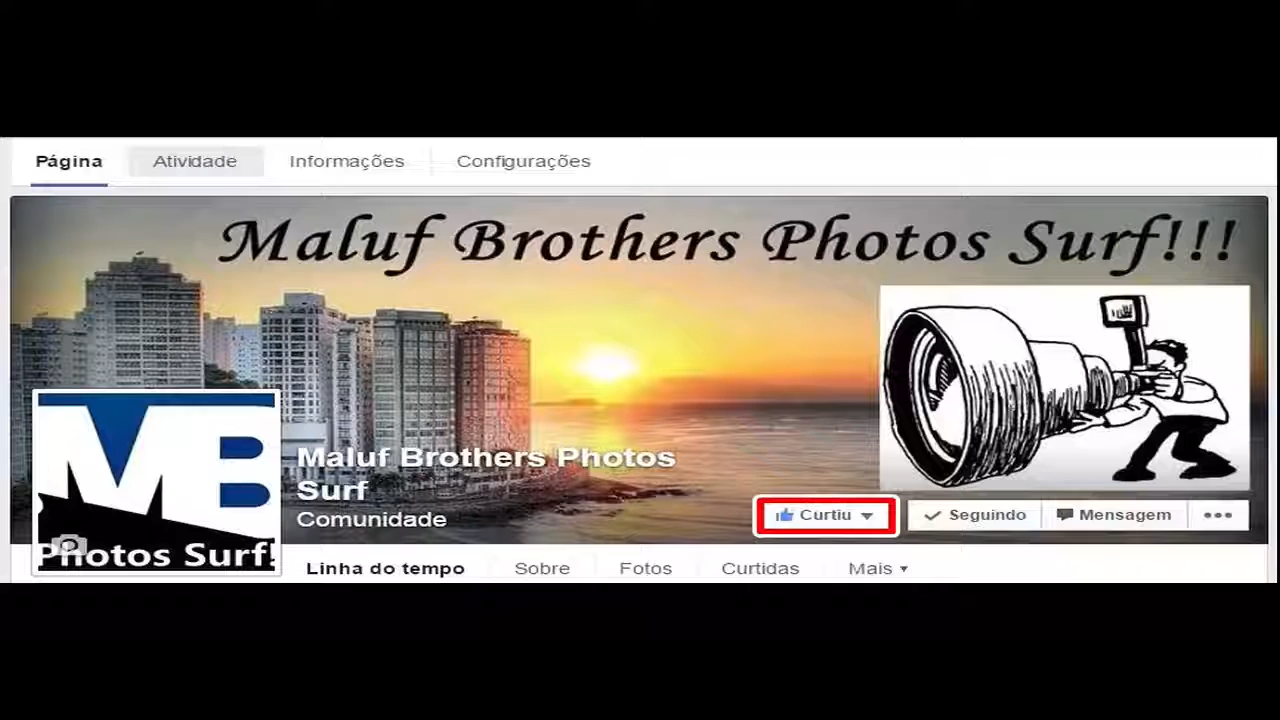 Página Atividade Informações Configurações
Maluf Brothers Photos Surf!!!
MB
Photos Surf!
Maluf Brothers Photos
Surf
Comunidade
Curtiu Seguindo Mensagem
Linha do tempo Sobre Fotos Curtidas Mais